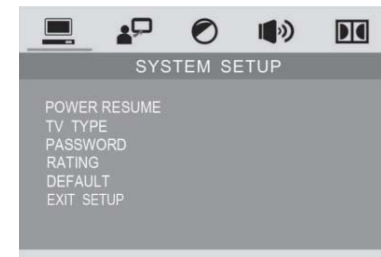 SYSTEM SETUP
POWER RESUME
TV TYPE
PASSWORD
RATING
DEFAULT
EXIT SETUP